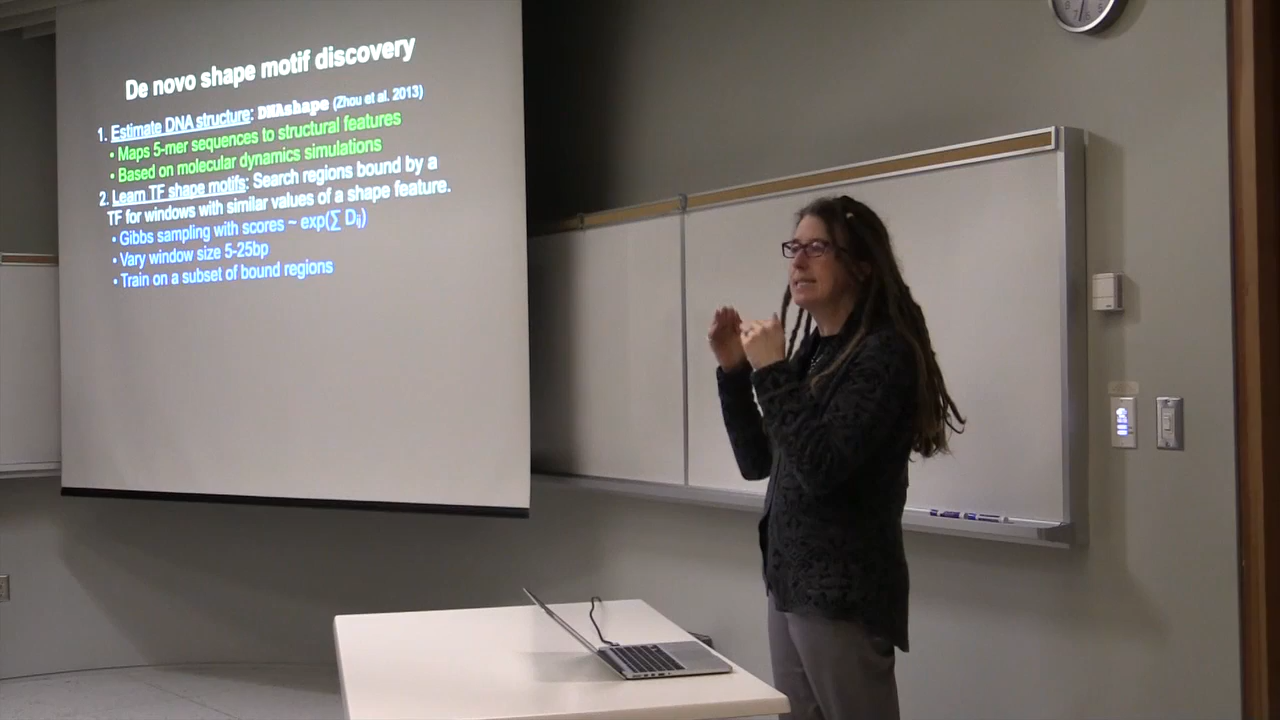 De novo shape motif discovery
1. Estimate DNA structure: DNAshape (Zhou et al. 2013)
• Maps 5-mer sequences to structural features
• Based on molecular dynamics simulations
2. Learn TF shape motifs: Search regions bound by a
TF for windows with similar values of a shape feature.
• Gibbs sampling with scores ~ exp(∑ Dij)
• Vary window size 5-25bp
• Train on a subset of bound regions